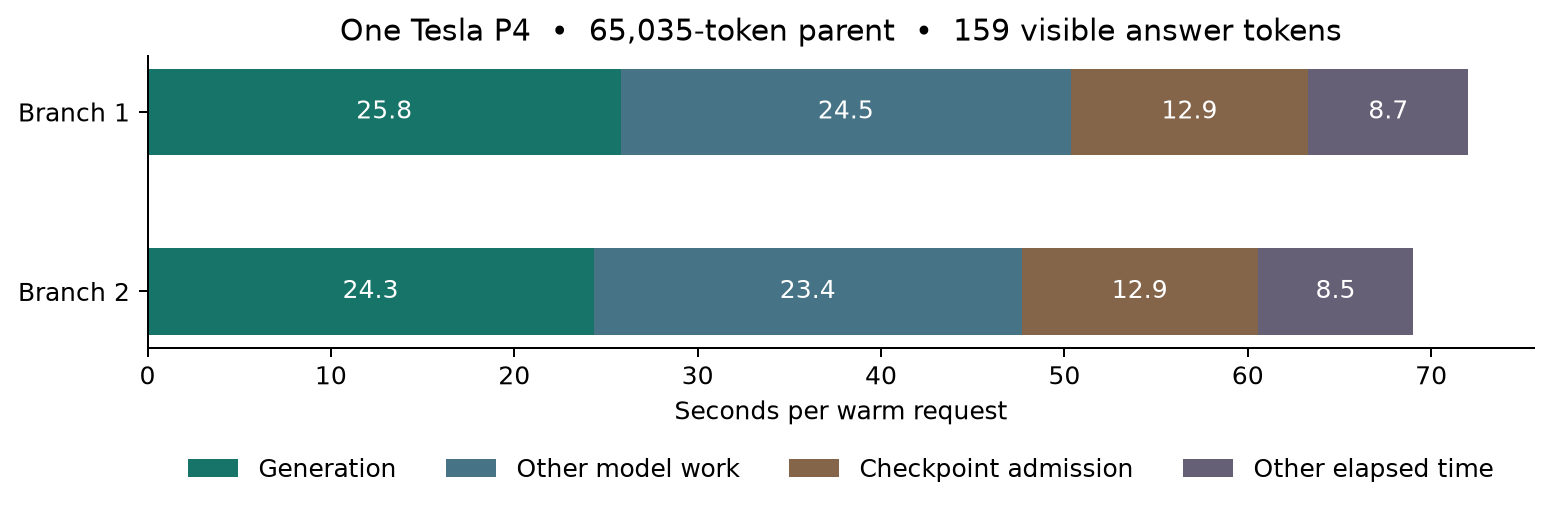 One Tesla P4 • 65,035-token parent • 159 visible answer tokens
Branch 1
25.8 24.5 12.9 8.7
Branch 2
24.3 23.4 12.9 8.5
0 10 20 30 40 50 60 70
Seconds per warm request
Generation Other model work Checkpoint admission Other elapsed time